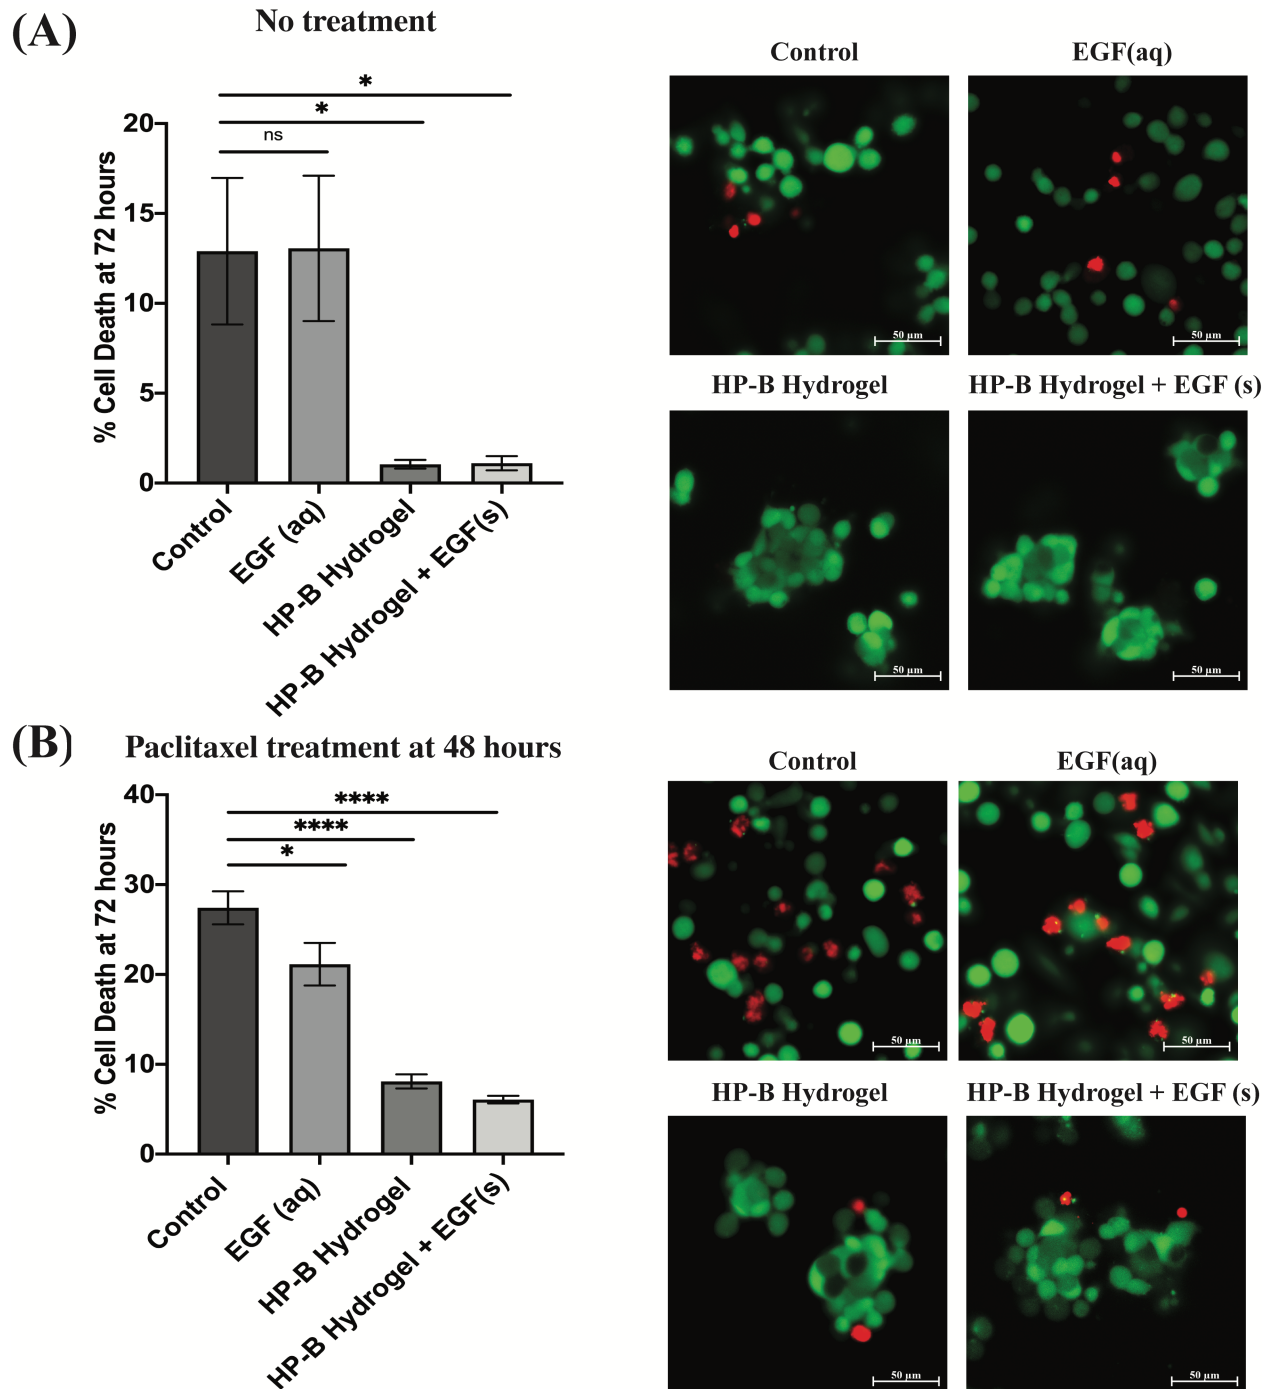 (A)
No treatment
*
*
ns
20
15
10
5
0
% Cell Death at 72 hours
Control
EGF (aq)
HP-B Hydrogel
HP-B Hydrogel + EGF(s)
Control
EGF(aq)
50 µm
50 µm
HP-B Hydrogel
HP-B Hydrogel + EGF (s)
50 µm
50 µm
(B)
Paclitaxel treatment at 48 hours
****
****
*
40
30
20
10
0
% Cell Death at 72 hours
Control
EGF (aq)
HP-B Hydrogel
HP-B Hydrogel + EGF(s)
Control
EGF(aq)
50 µm
50 µm
HP-B Hydrogel
HP-B Hydrogel + EGF (s)
50 µm
50 µm